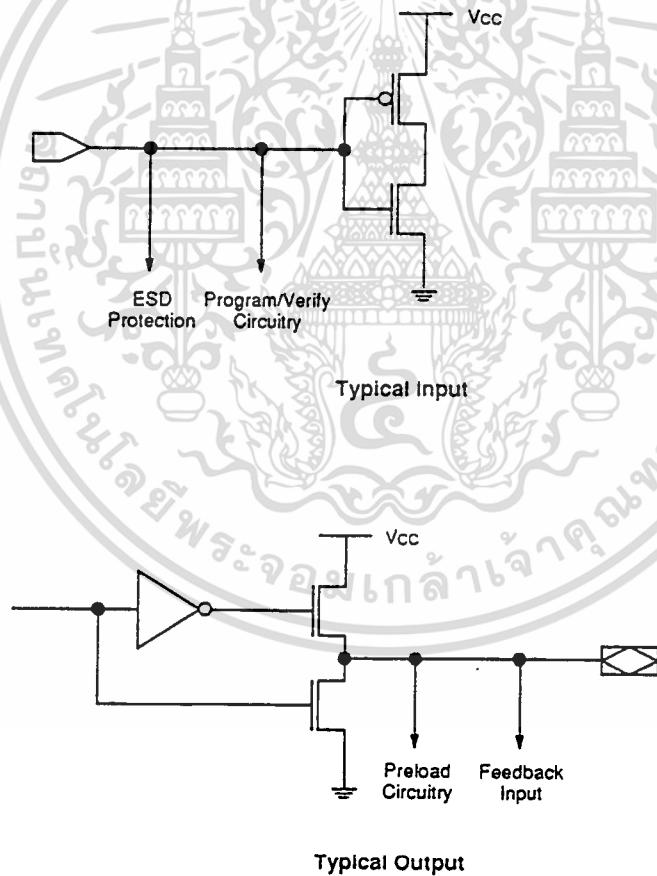 Vcc
ESD
Protection
Program/Verify
Circuitry
Typical Input
Vcc
Preload
Circuitry
Feedback
Input
Typical Output